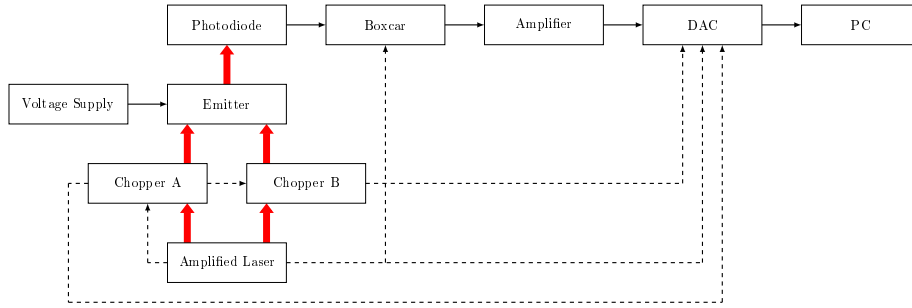 Photodiode
Boxcar
Amplifier
DAC
PC
Voltage Supply
Emitter
Chopper A
Chopper B
Amplified Laser